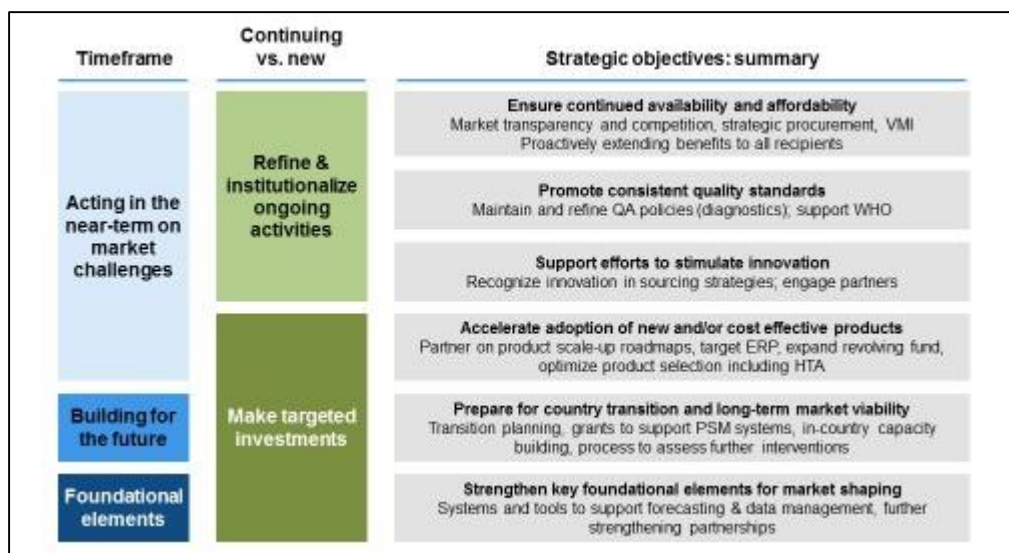 Timeframe
Continuing
vs. new
Strategic objectives: summary
Acting in the
near-term on
market
challenges
Refine &
institutionalize
ongoing
activities
Ensure continued availability and affordability
Market transparency and competition, strategic procurement, VMI
Proactively extending benefits to all recipients
Promote consistent quality standards
Maintain and refine QA policies (diagnostics); support WHO
Support efforts to stimulate innovation
Recognize innovation in sourcing strategies; engage partners
Make targeted
investments
Accelerate adoption of new and/or cost effective products
Partner on product scale-up roadmaps, target ERP, expand revolving fund,
optimize product selection including HTA
Building for
the future
Prepare for country transition and long-term market viability
Transition planning, grants to support PSM systems, in-country capacity
building, process to assess further interventions
Foundational
elements
Strengthen key foundational elements for market shaping
Systems and tools to support forecasting & data management, further
strengthening partnerships